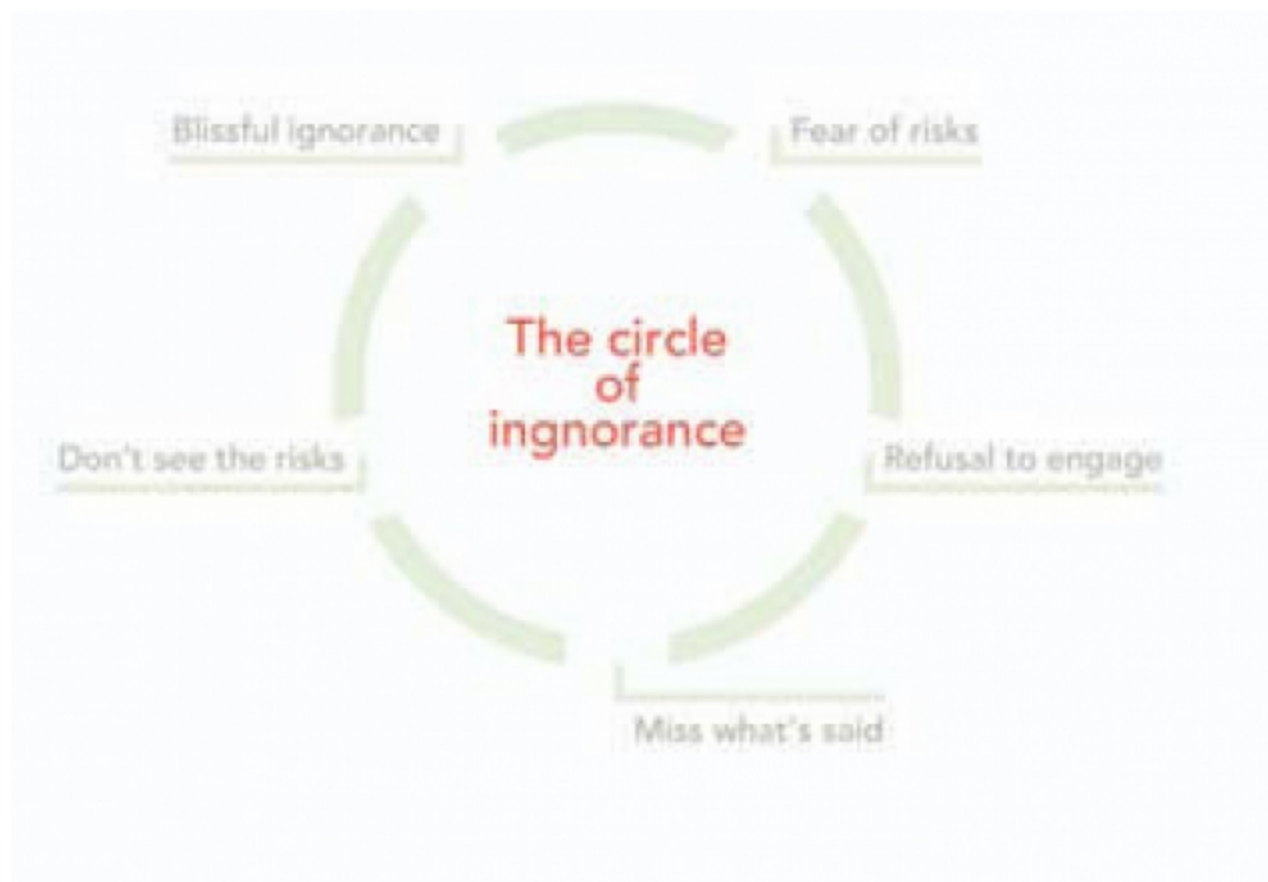 Blissful ignorance
Fear of risks
The circle
of
ingnorance
Don't see the risks
Refusal to engage
Miss what's said